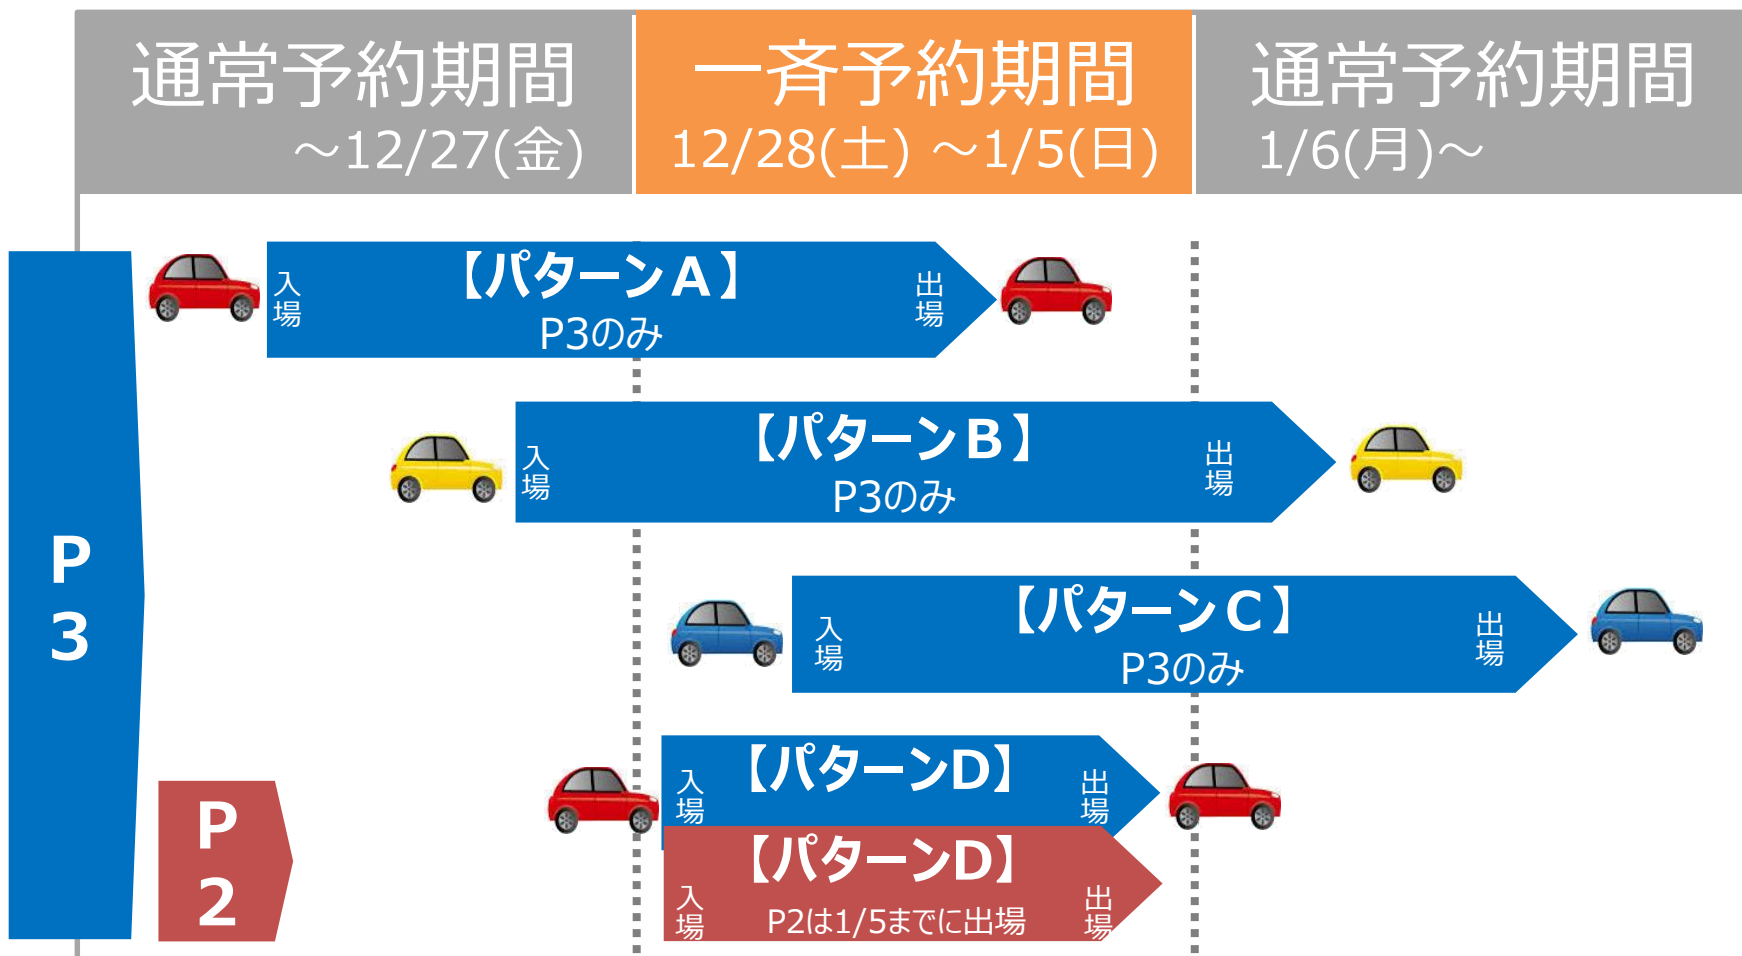 通常予約期間
～12/27(金)
一斉予約期間
12/28(土) ～1/5(日)
通常予約期間
1/6(月)～
P
3
入場
【パターンA】
P3のみ
出場
入場
【パターンB】
P3のみ
出場
入場
【パターンC】
P3のみ
出場
入場
【パターンD】
出場
P
2
入場
【パターンD】
P2は1/5までに出場
出場